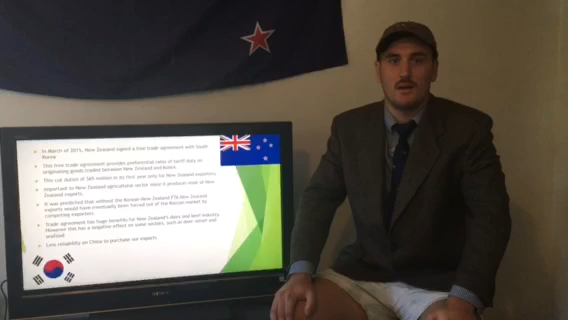 In March of 2015, New Zealand signed a free trade agreement with South
Korea
This free trade agreement provides preferential rates of tariff duty on
originating goods traded between New Zealand and Korea.
This cut duties of $65 million in its first year only for New Zealand exporters.
Important to New Zealand agricultural sector since it produces most of New
Zealand exports.
It was predicted that without the Korean-New Zealand FTA New Zealand
exports would have eventually been forced out of the Korean market by
competing exporters
Trade agreement has huge benefits for New Zealand's dairy and beef industry.
However this has a negative effect on some sectors, such as deer velvet and
seafood
Less reliability on China to purchase our exports